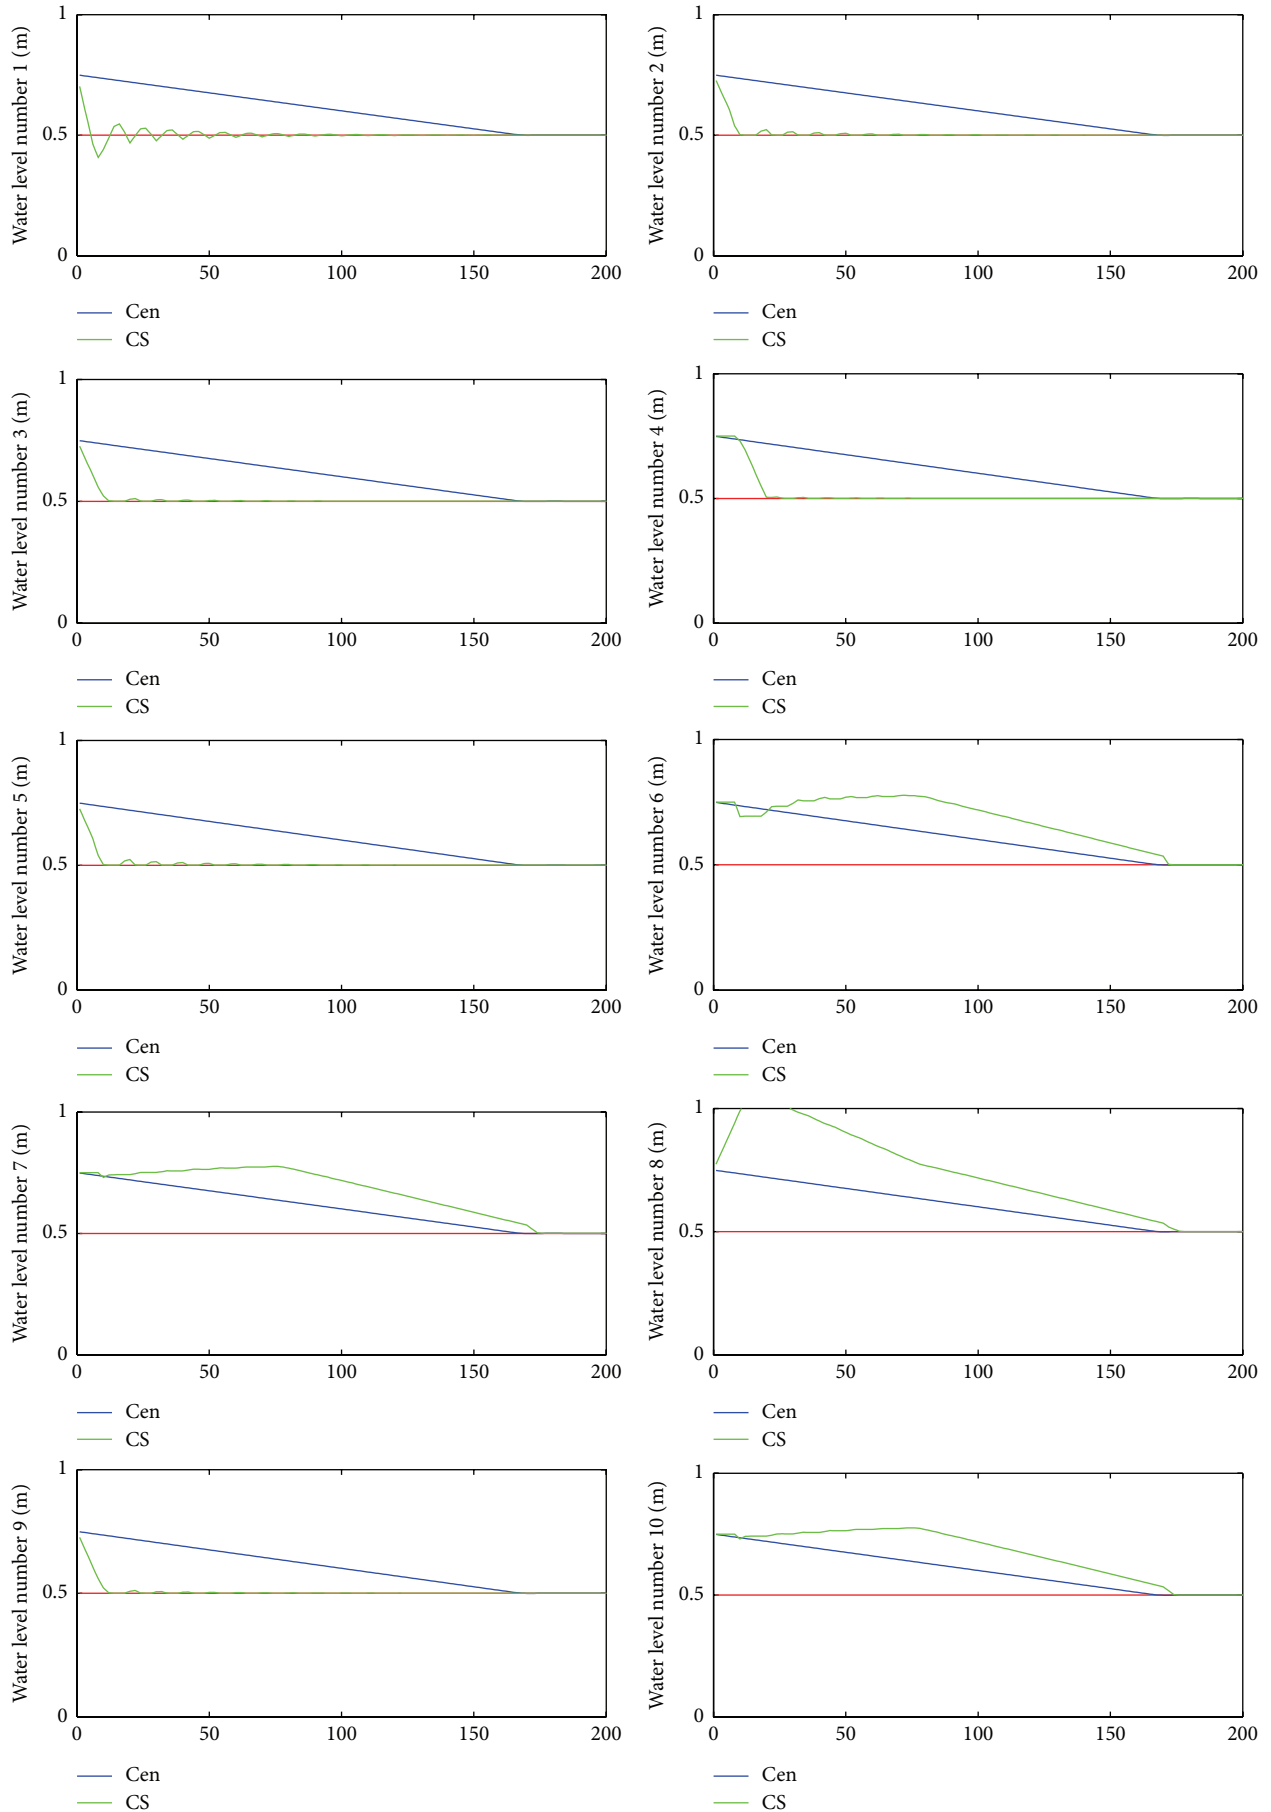 Water level number 1 (m)
1
0.5
0
0 50 100 150 200
Cen
CS
Water level number 2 (m)
1
0.5
0
0 50 100 150 200
Cen
CS
Water level number 3 (m)
1
0.5
0
0 50 100 150 200
Cen
CS
Water level number 4 (m)
1
0.5
0
0 50 100 150 200
Cen
CS
Water level number 5 (m)
1
0.5
0
0 50 100 150 200
Cen
CS
Water level number 6 (m)
1
0.5
0
0 50 100 150 200
Cen
CS
Water level number 7 (m)
1
0.5
0
0 50 100 150 200
Cen
CS
Water level number 8 (m)
1
0.5
0
0 50 100 150 200
Cen
CS
Water level number 9 (m)
1
0.5
0
0 50 100 150 200
Cen
CS
Water level number 10 (m)
1
0.5
0
0 50 100 150 200
Cen
CS